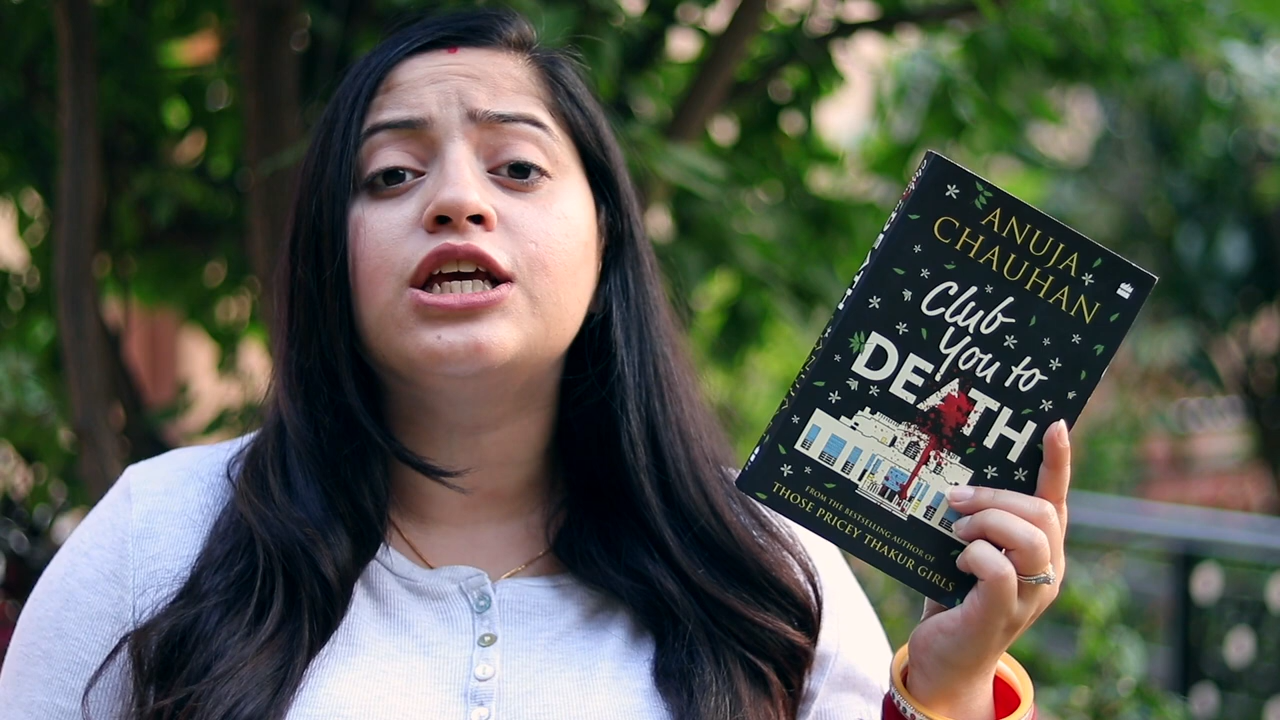 ANUJA
CHAUHAN
Club
You to
DEATH
FROM THE BESTSELLING AUTHOR OF
THOSE PRICEY THAKUR GIRLS